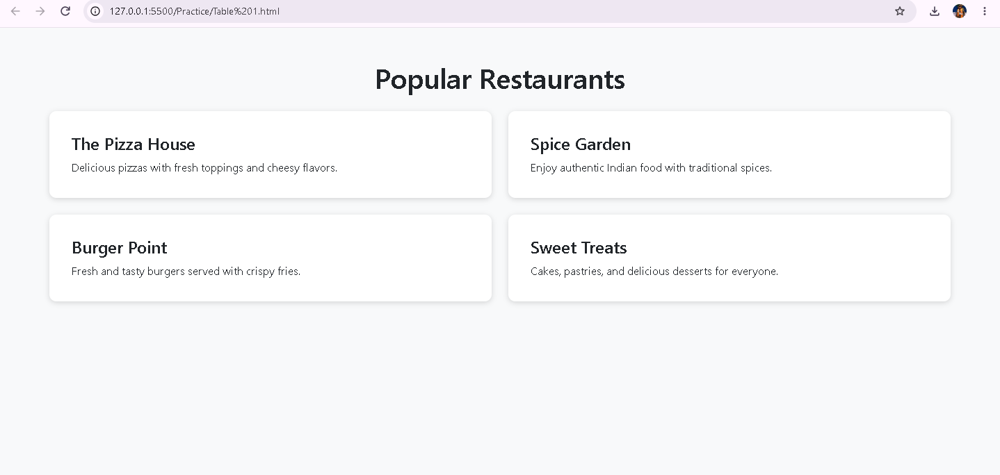 127.0.0.1:5500/Practice/Table%201.html
Popular Restaurants
The Pizza House
Delicious pizzas with fresh toppings and cheesy flavors.
Spice Garden
Enjoy authentic Indian food with traditional spices.
Burger Point
Fresh and tasty burgers served with crispy fries.
Sweet Treats
Cakes, pastries, and delicious desserts for everyone.